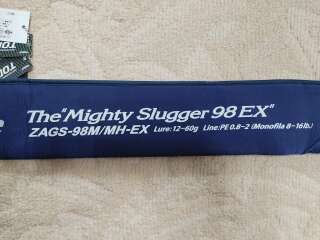 The "Mighty Slugger 98 EX"
ZAGS-98M/MH-EX Lure:12-60g Line:PE 0.8-2 (Monofila 8-16lb.)